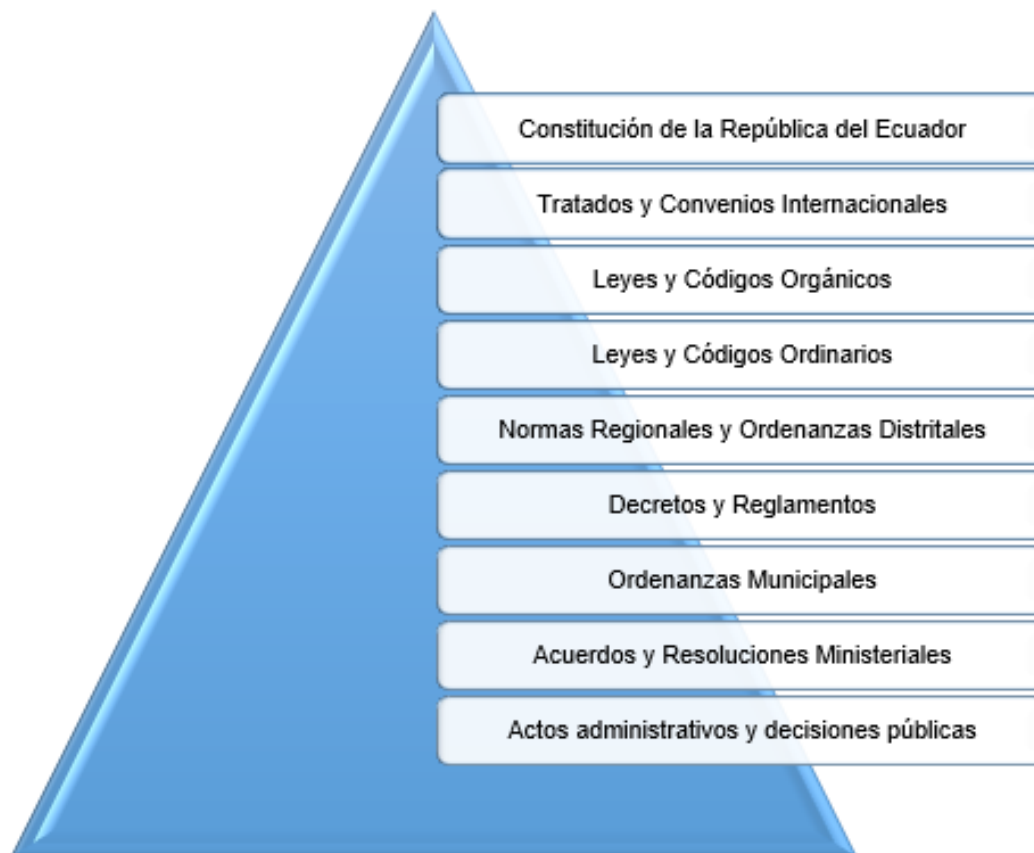 Constitución de la República del Ecuador
Tratados y Convenios Internacionales
Leyes y Códigos Orgánicos
Leyes y Códigos Ordinarios
Normas Regionales y Ordenanzas Distritales
Decretos y Reglamentos
Ordenanzas Municipales
Acuerdos y Resoluciones Ministeriales
Actos administrativos y decisiones públicas